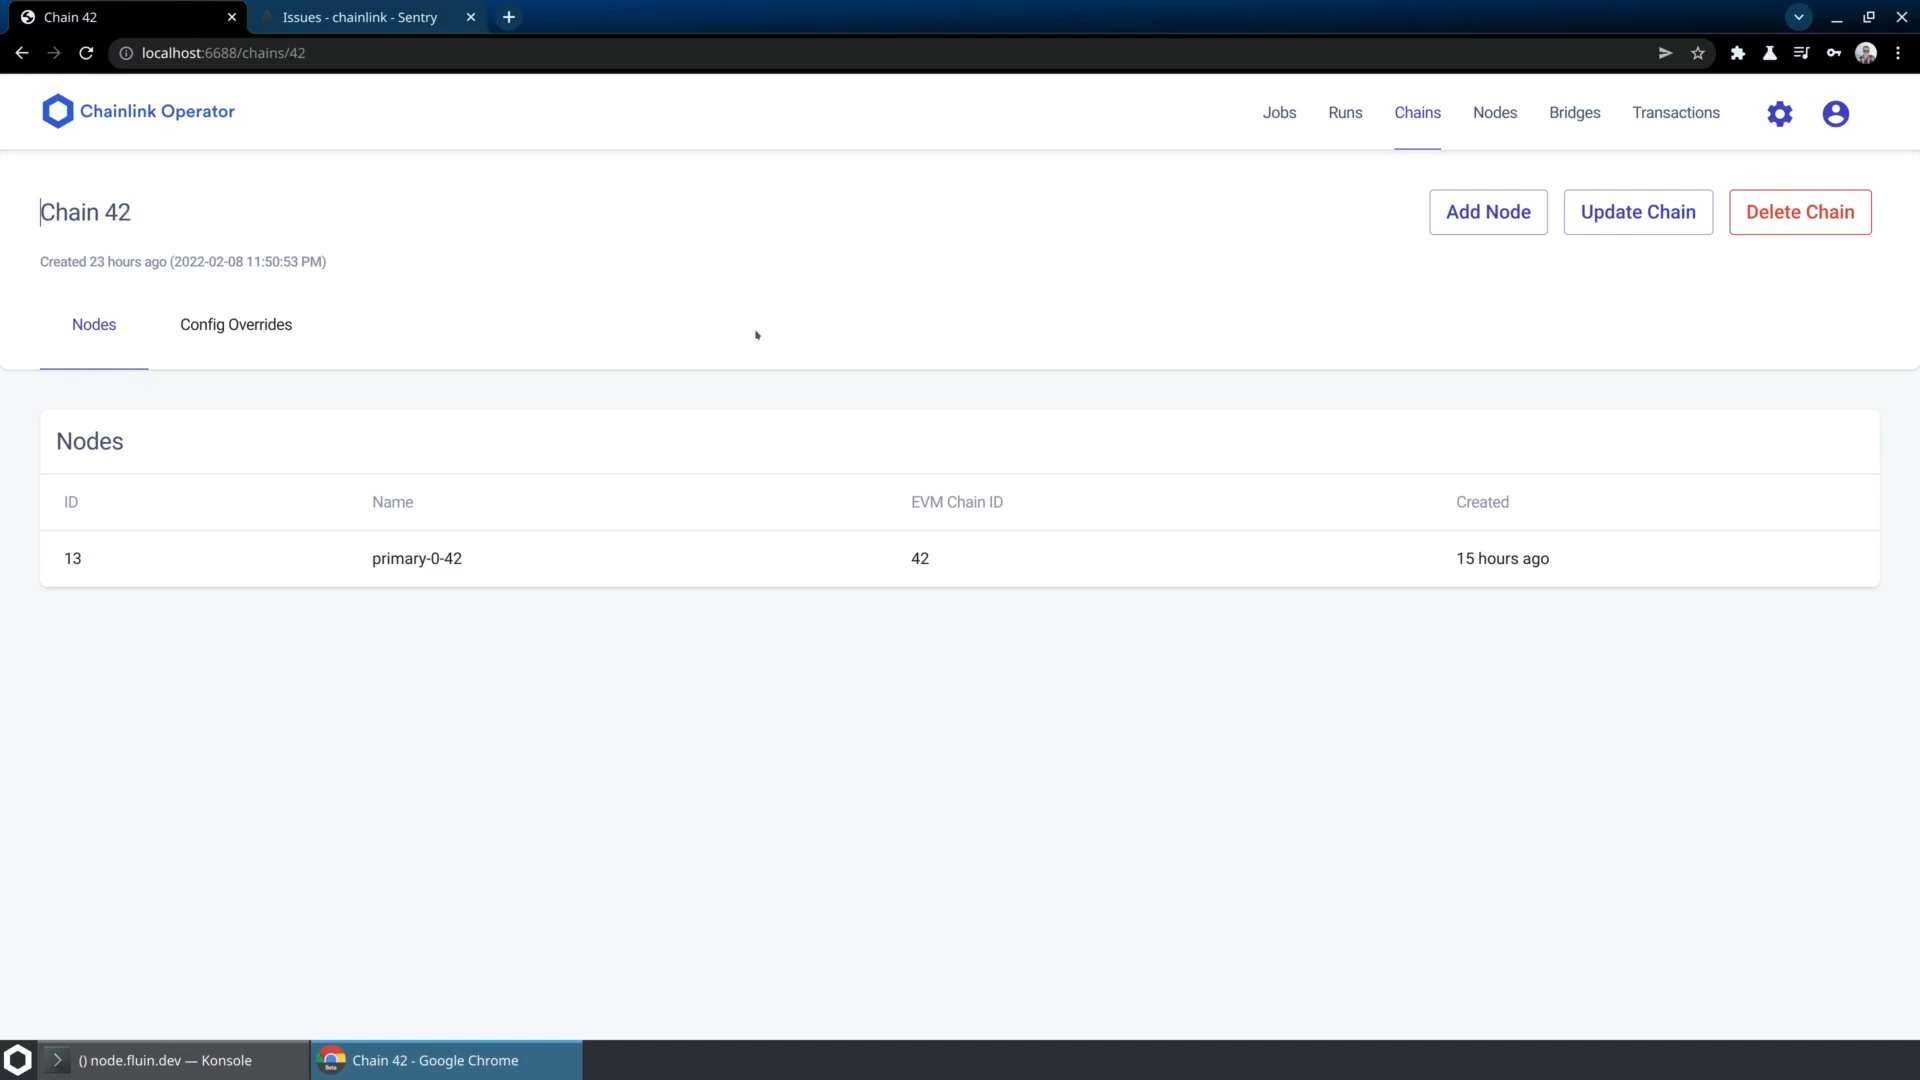 Chain 42
Issues - chainlink - Sentry
localhost:6688/chains/42
Chainlink Operator
Jobs
Runs
Chains
Nodes
Bridges
Transactions
Chain 42
Add Node
Update Chain
Delete Chain
Created 23 hours ago (2022-02-08 11:50:53 PM)
Nodes
Config Overrides
Nodes
ID
Name
EVM Chain ID
Created
13
primary-0-42
42
15 hours ago
() node.fluin.dev — Konsole
Beta
Chain 42 - Google Chrome